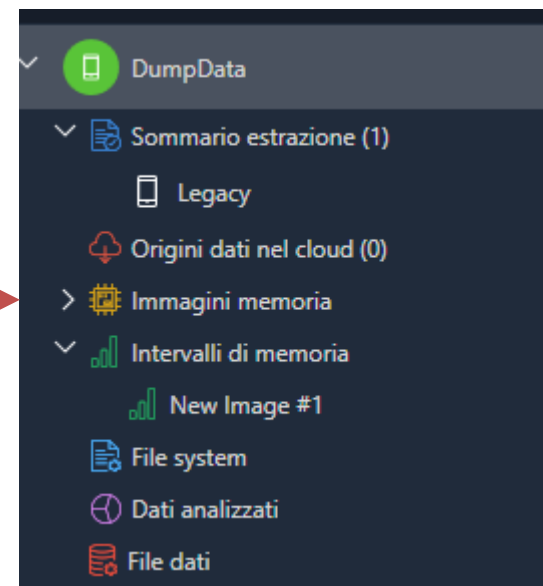 DumpData
Sommario estrazione (1)
Legacy
Origini dati nel cloud (0)
Immagini memoria
Intervalli di memoria
New Image #1
File system
Dati analizzati
File dati